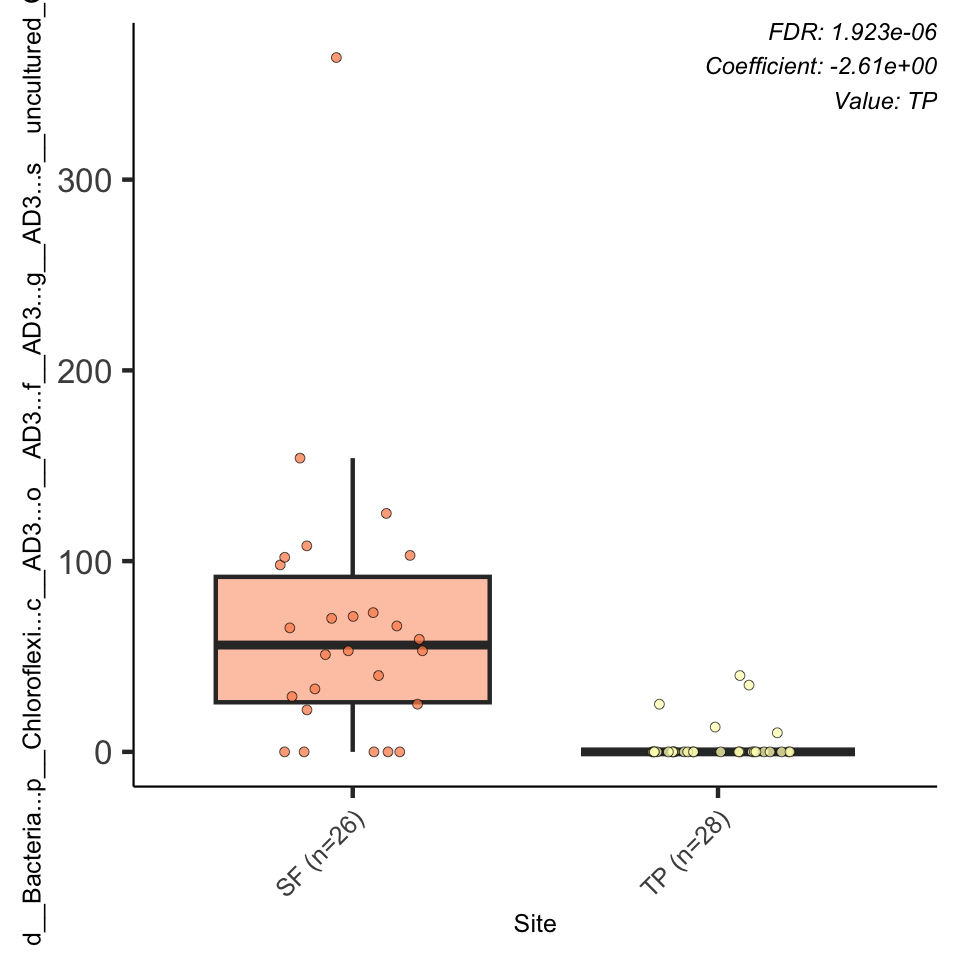 FDR: 1.923e-06
Coefficient: -2.61e+00
Value: TP
d__Bacteria...p__Chloroflexi...c__AD3...o__AD3...f__AD3...g__AD3...s__uncultured_
300
200
100
0
SF (n=26)
TP (n=28)
Site